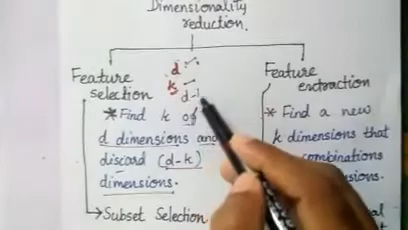 Dimensionality
reduction.
Feature
selection
d
k
d-1
Feature
extraction
* Find k of
d dimensions and
discard (d-k)
dimensions.
→ Subset Selection.
* Find a new
k dimensions that
combinations